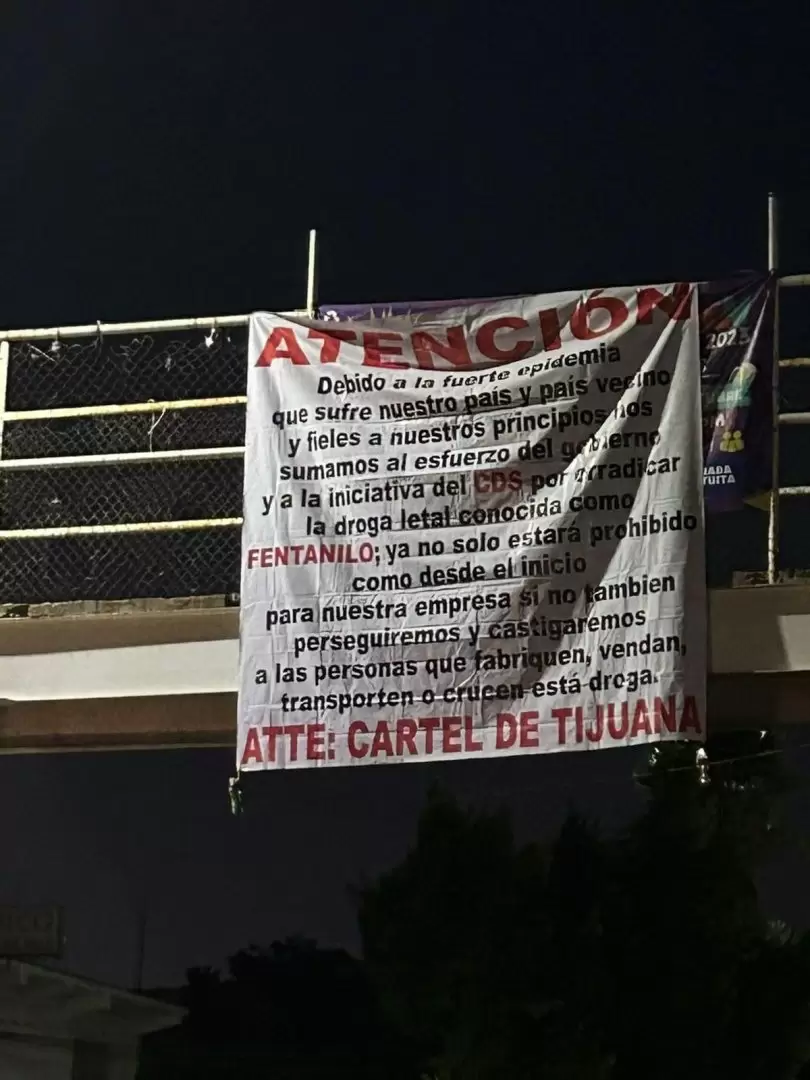 ATENCIÓN
Debido a la fuerte epidemia
que sufre nuestro país y país vecino
y fieles a nuestros principios nos
sumamos al esfuerzo del gobierno
y a la iniciativa del CDS por erradicar
la droga letal conocida como
FENTANILO; ya no solo estará prohibido
como desde el inicio
para nuestra empresa si no tambien
perseguiremos y castigaremos
a las personas que fabriquen, vendan,
transporten o crucen está droga.
ATTE: CARTEL DE TIJUANA
2023